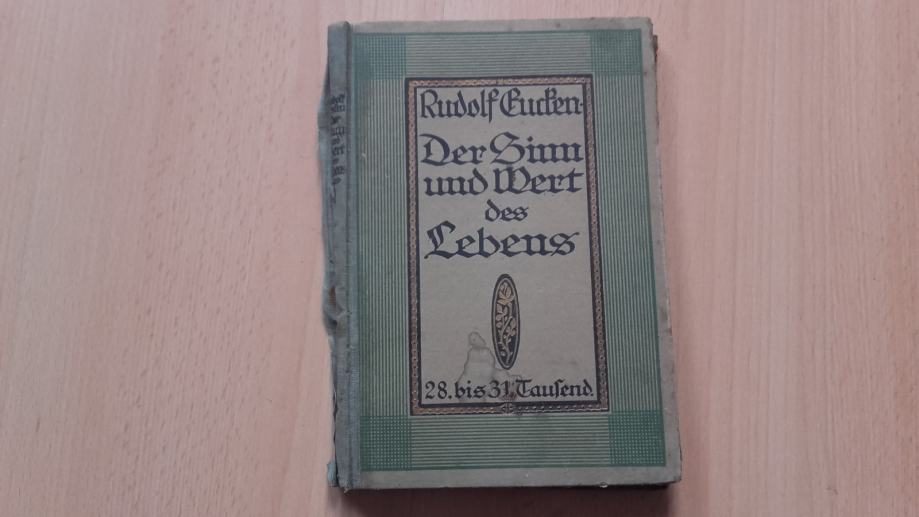 Rudolf Eucken
Der Sinn
und Wert
des
Lebens
28. bis 31. Tausend.